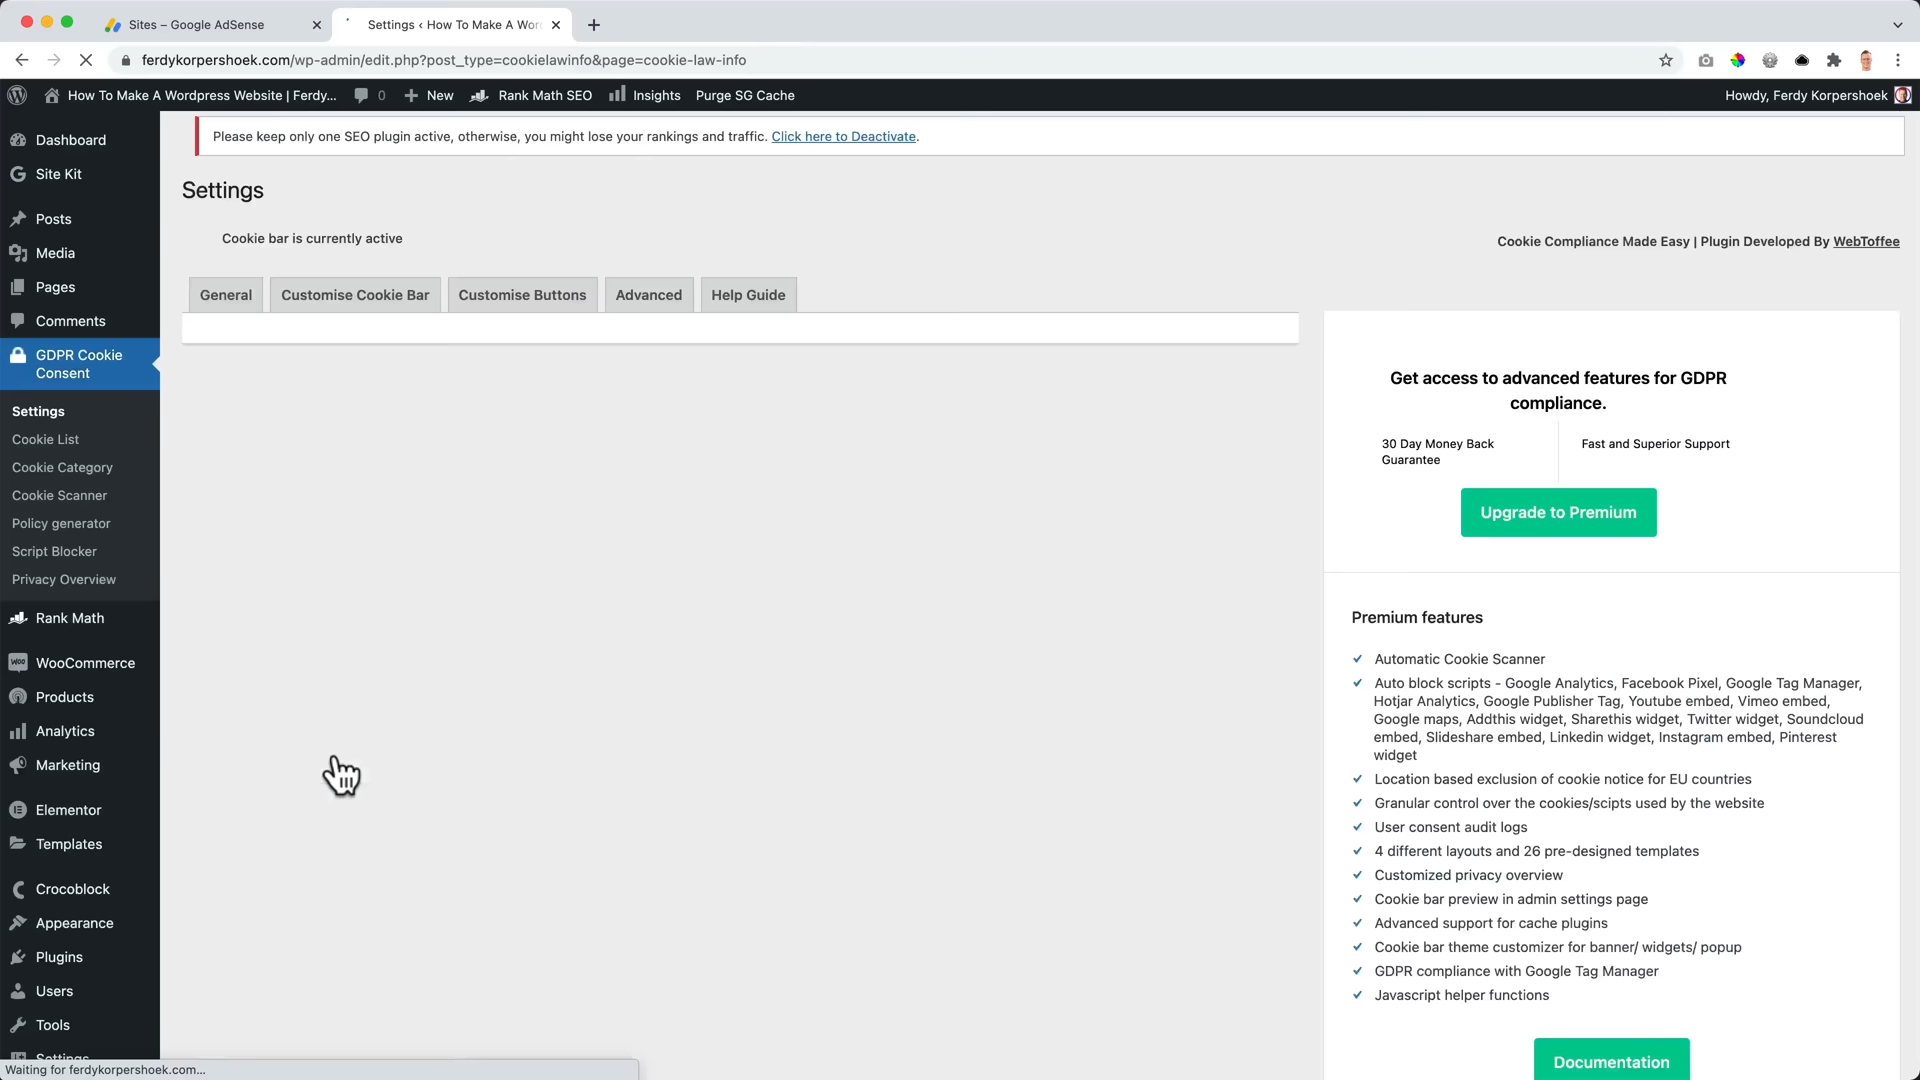 Sites – Google AdSense
Settings ‹ How To Make A Wor
ferdykorpershoek.com/wp-admin/edit.php?post_type=cookielawinfo&page=cookie-law-info
How To Make A Wordpress Website | Ferdy...
0
New
Rank Math SEO
Insights
Purge SG Cache
Howdy, Ferdy Korpershoek
Dashboard
Site Kit
Posts
Media
Pages
Comments
GDPR Cookie
Consent
Settings
Cookie List
Cookie Category
Cookie Scanner
Policy generator
Script Blocker
Privacy Overview
Rank Math
WooCommerce
Products
Analytics
Marketing
Elementor
Templates
Crocoblock
Appearance
Plugins
Users
Tools
Settings
Waiting for ferdykorpershoek.com...
Please keep only one SEO plugin active, otherwise, you might lose your rankings and traffic. Click here to Deactivate.
Settings
Cookie bar is currently active
Cookie Compliance Made Easy | Plugin Developed By WebToffee
General
Customise Cookie Bar
Customise Buttons
Advanced
Help Guide
Get access to advanced features for GDPR
compliance.
30 Day Money Back
Guarantee
Fast and Superior Support
Upgrade to Premium
Premium features
Automatic Cookie Scanner
Auto block scripts - Google Analytics, Facebook Pixel, Google Tag Manager,
Hotjar Analytics, Google Publisher Tag, Youtube embed, Vimeo embed,
Google maps, Addthis widget, Sharethis widget, Twitter widget, Soundcloud
embed, Slideshare embed, Linkedin widget, Instagram embed, Pinterest
widget
Location based exclusion of cookie notice for EU countries
Granular control over the cookies/scipts used by the website
User consent audit logs
4 different layouts and 26 pre-designed templates
Customized privacy overview
Cookie bar preview in admin settings page
Advanced support for cache plugins
Cookie bar theme customizer for banner/ widgets/ popup
GDPR compliance with Google Tag Manager
Javascript helper functions
Documentation